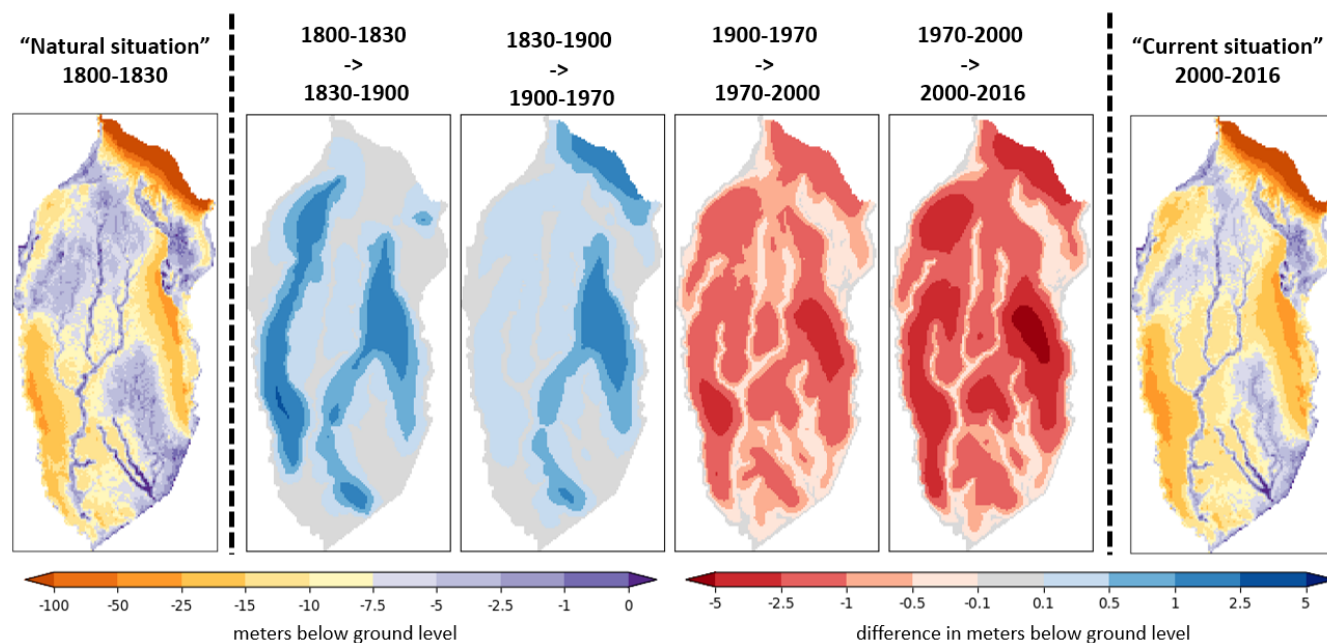 “Natural situation”
1800-1830
1800-1830
->
1830-1900
1830-1900
->
1900-1970
1900-1970
->
1970-2000
1970-2000
->
2000-2016
“Current situation”
2000-2016
-100 -50 -25 -15 -10 -7.5 -5 -2.5 -1 0
meters below ground level
-5 -2.5 -1 -0.5 -0.1 0.1 0.5 1 2.5 5
difference in meters below ground level